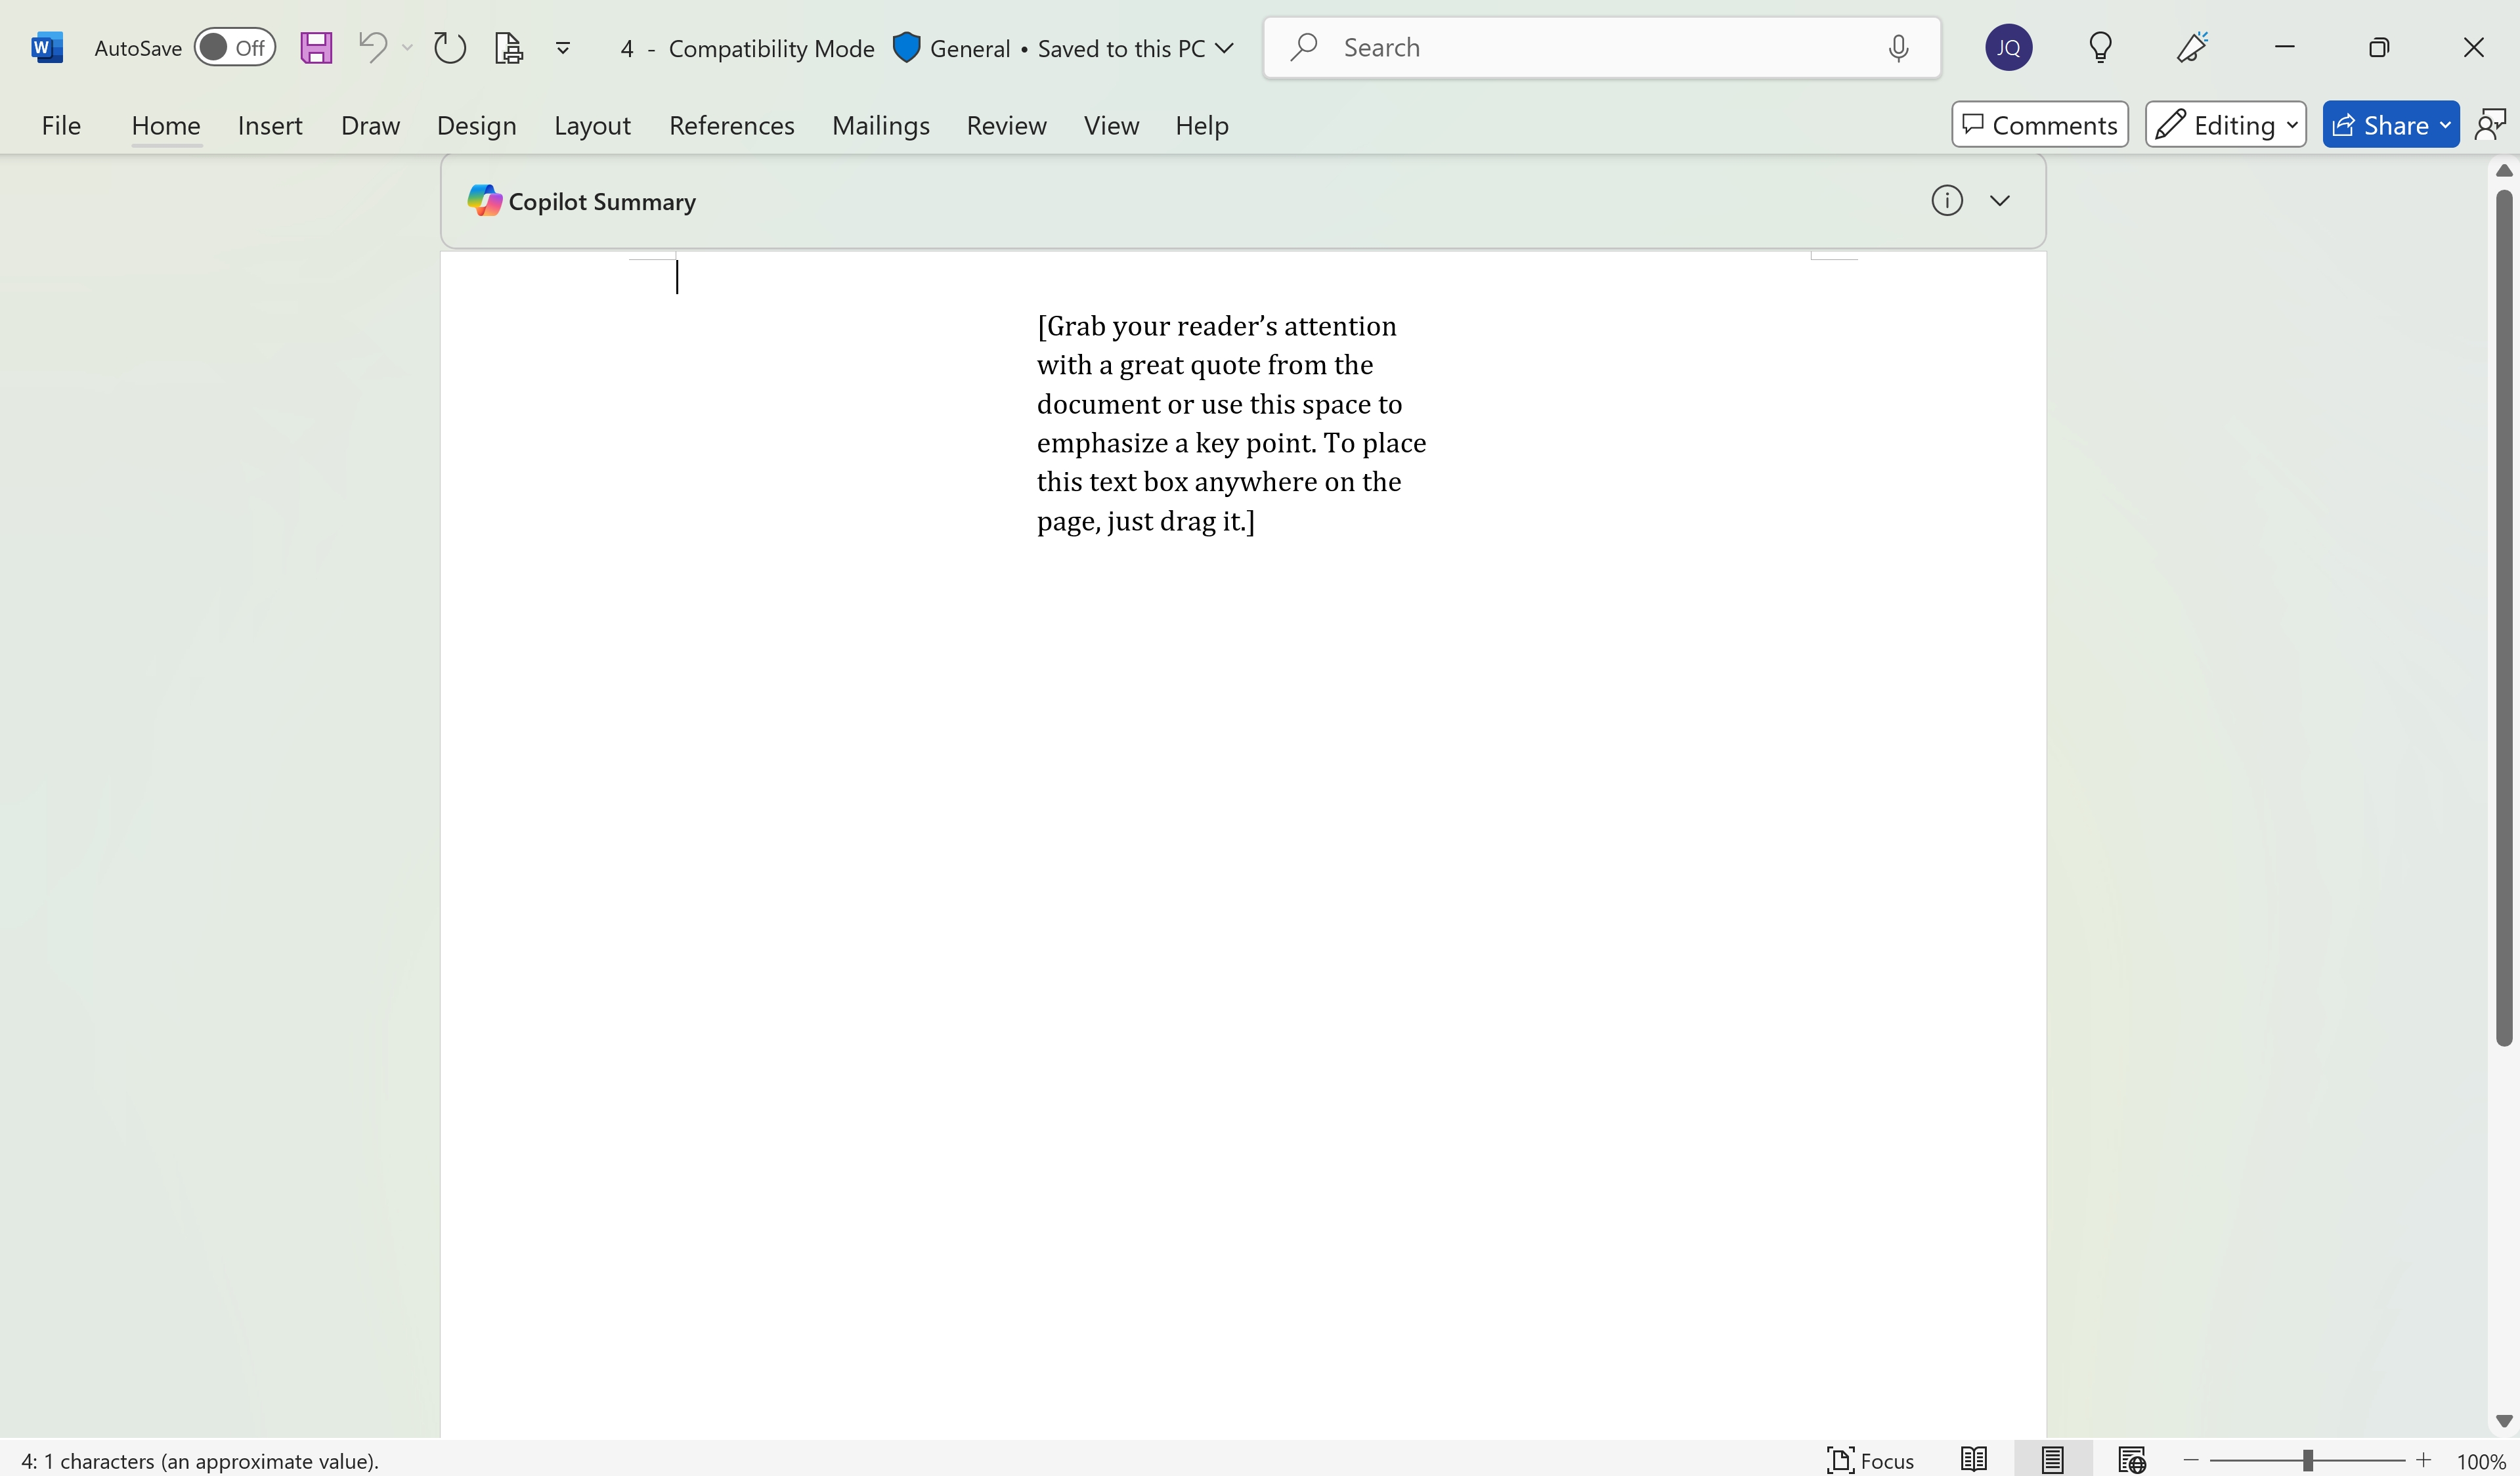 W AutoSave Off 4 - Compatibility Mode General • Saved to this PC Search JQ
File Home Insert Draw Design Layout References Mailings Review View Help Comments Editing Share
Copilot Summary
[Grab your reader’s attention
with a great quote from the
document or use this space to
emphasize a key point. To place
this text box anywhere on the
page, just drag it.]
4: 1 characters (an approximate value). Focus 100%